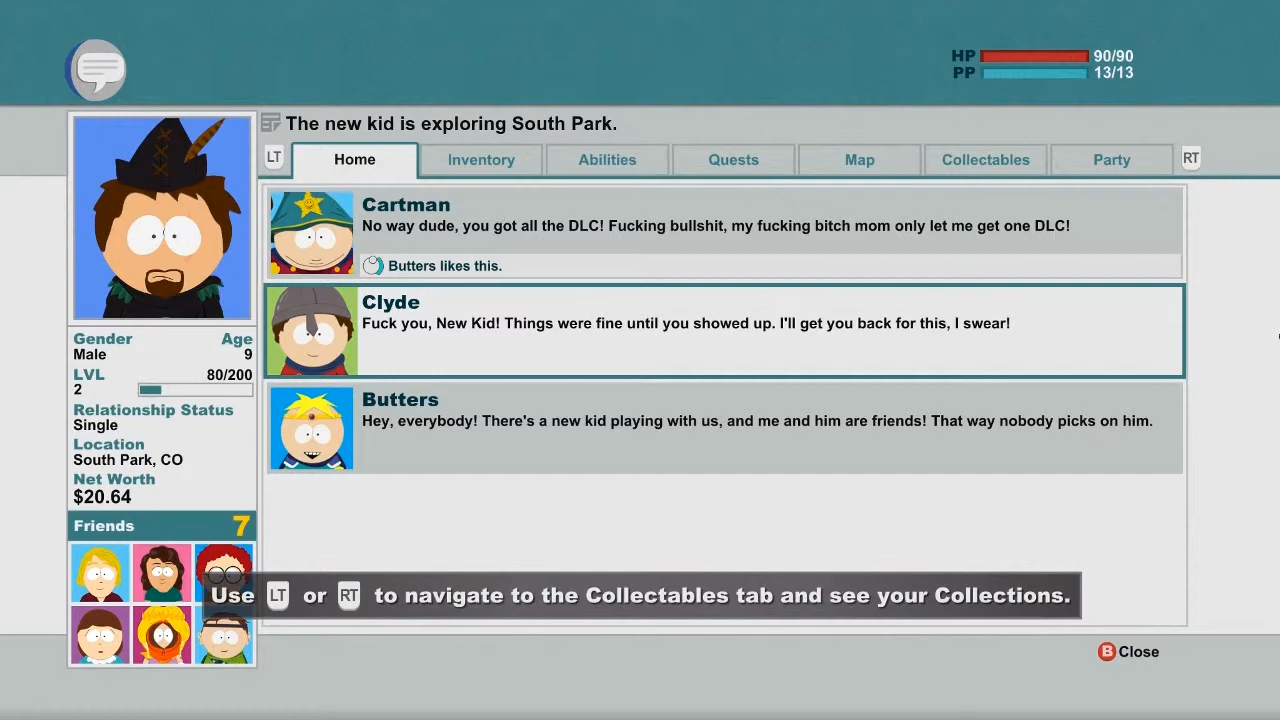 HP 90/90
PP 13/13
The new kid is exploring South Park.
LT Home Inventory Abilities Quests Map Collectables Party RT
Cartman
No way dude, you got all the DLC! Fucking bullshit, my fucking bitch mom only let me get one DLC!
Butters likes this.
Clyde
Fuck you, New Kid! Things were fine until you showed up. I'll get you back for this, I swear!
Butters
Hey, everybody! There's a new kid playing with us, and me and him are friends! That way nobody picks on him.
Gender Age
Male 9
LVL 80/200
2
Relationship Status
Single
Location
South Park, CO
Net Worth
$20.64
Friends 7
Use LT or RT to navigate to the Collectables tab and see your Collections.
B Close